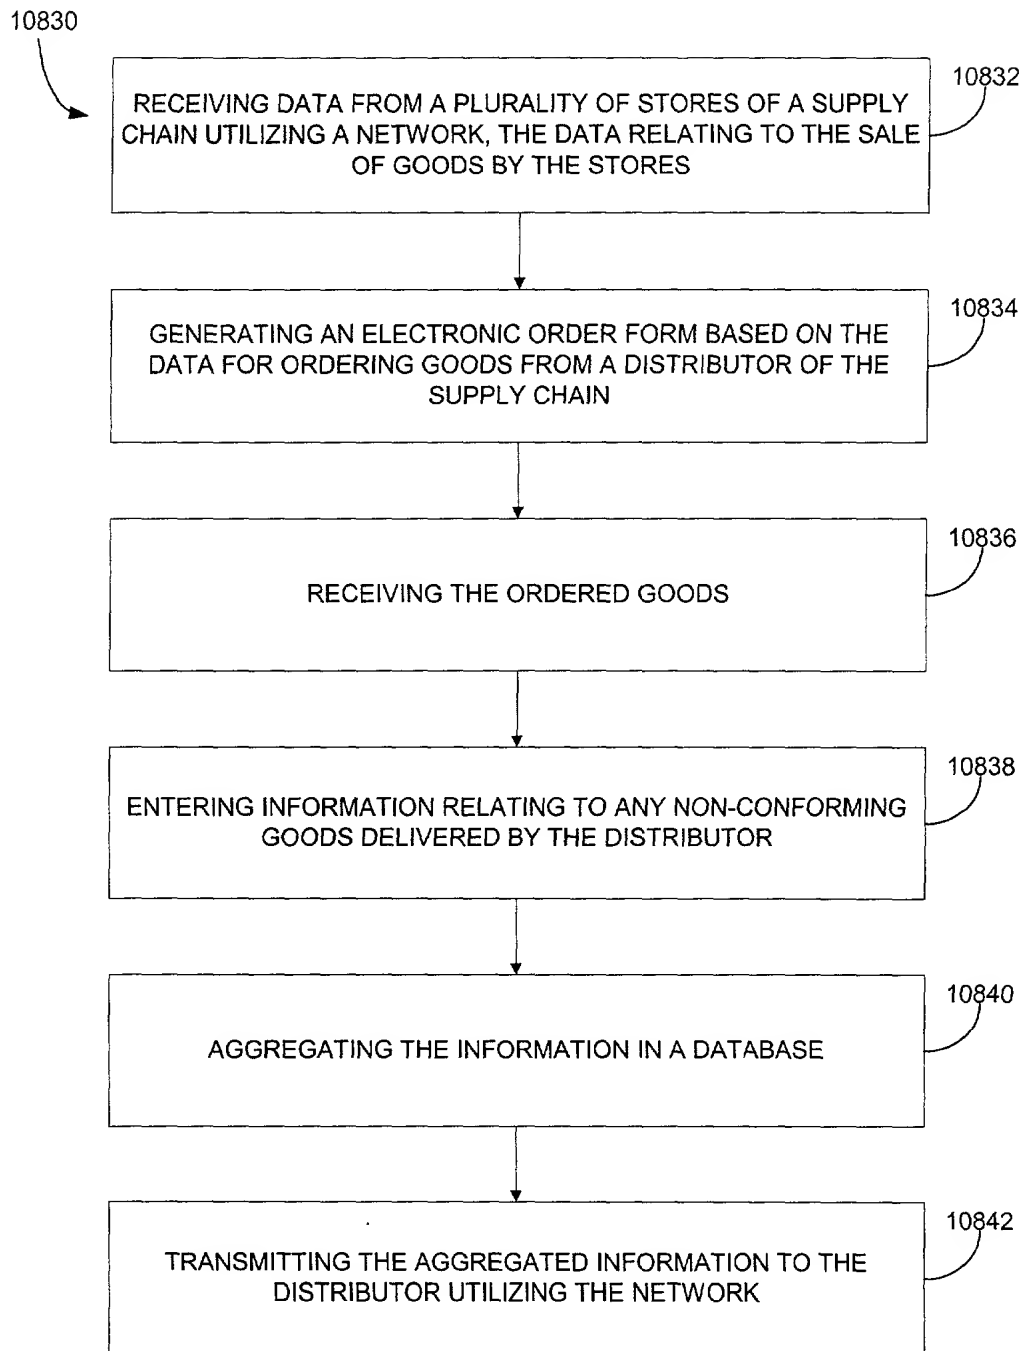 10830
10832
RECEIVING DATA FROM A PLURALITY OF STORES OF A SUPPLY
CHAIN UTILIZING A NETWORK, THE DATA RELATING TO THE SALE
OF GOODS BY THE STORES
10834
GENERATING AN ELECTRONIC ORDER FORM BASED ON THE
DATA FOR ORDERING GOODS FROM A DISTRIBUTOR OF THE
SUPPLY CHAIN
10836
RECEIVING THE ORDERED GOODS
10838
ENTERING INFORMATION RELATING TO ANY NON-CONFORMING
GOODS DELIVERED BY THE DISTRIBUTOR
10840
AGGREGATING THE INFORMATION IN A DATABASE
10842
TRANSMITTING THE AGGREGATED INFORMATION TO THE
DISTRIBUTOR UTILIZING THE NETWORK